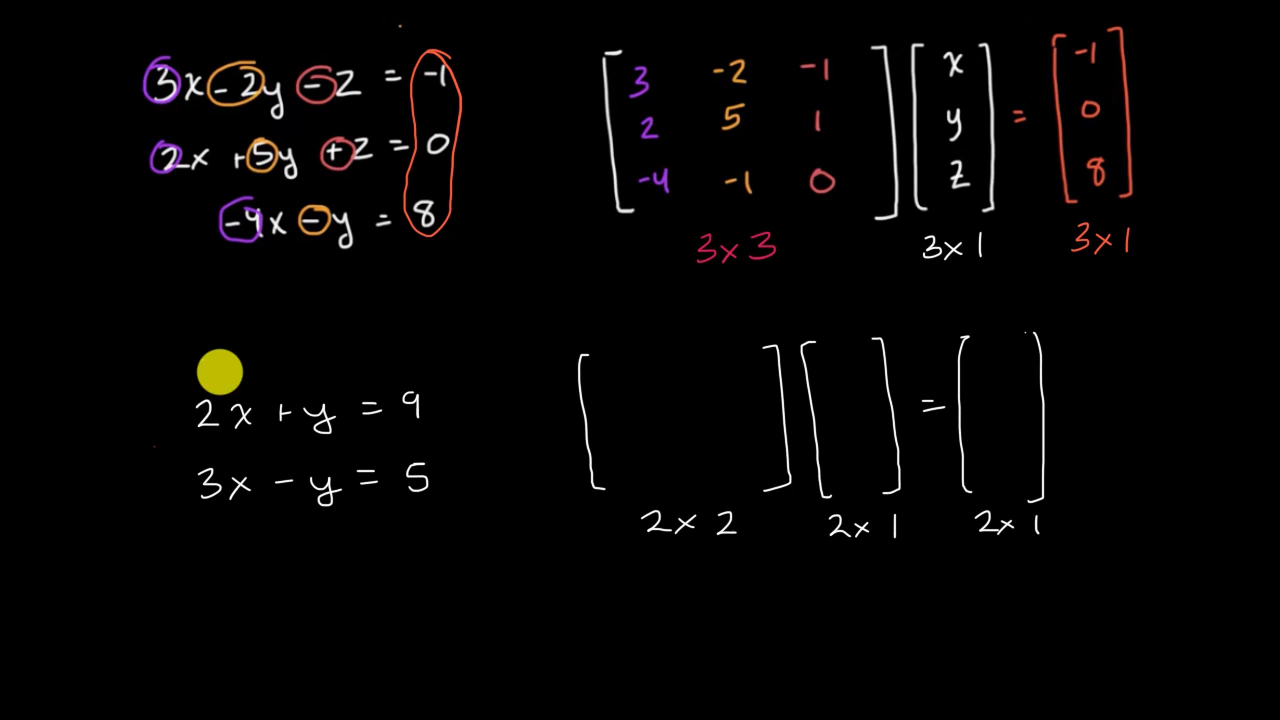 3x - 2y - z = -1
2x + 5y + z = 0
-4x - y = 8
[ 3 -2 -1 ] [ x ] [ -1 ]
[ 2 5 1 ] [ y ] = [ 0 ]
[ -4 -1 0 ] [ z ] [ 8 ]
3x3 3x1 3x1
2x + y = 9
3x - y = 5
[ ] [ ] = [ ]
2x2 2x1 2x1